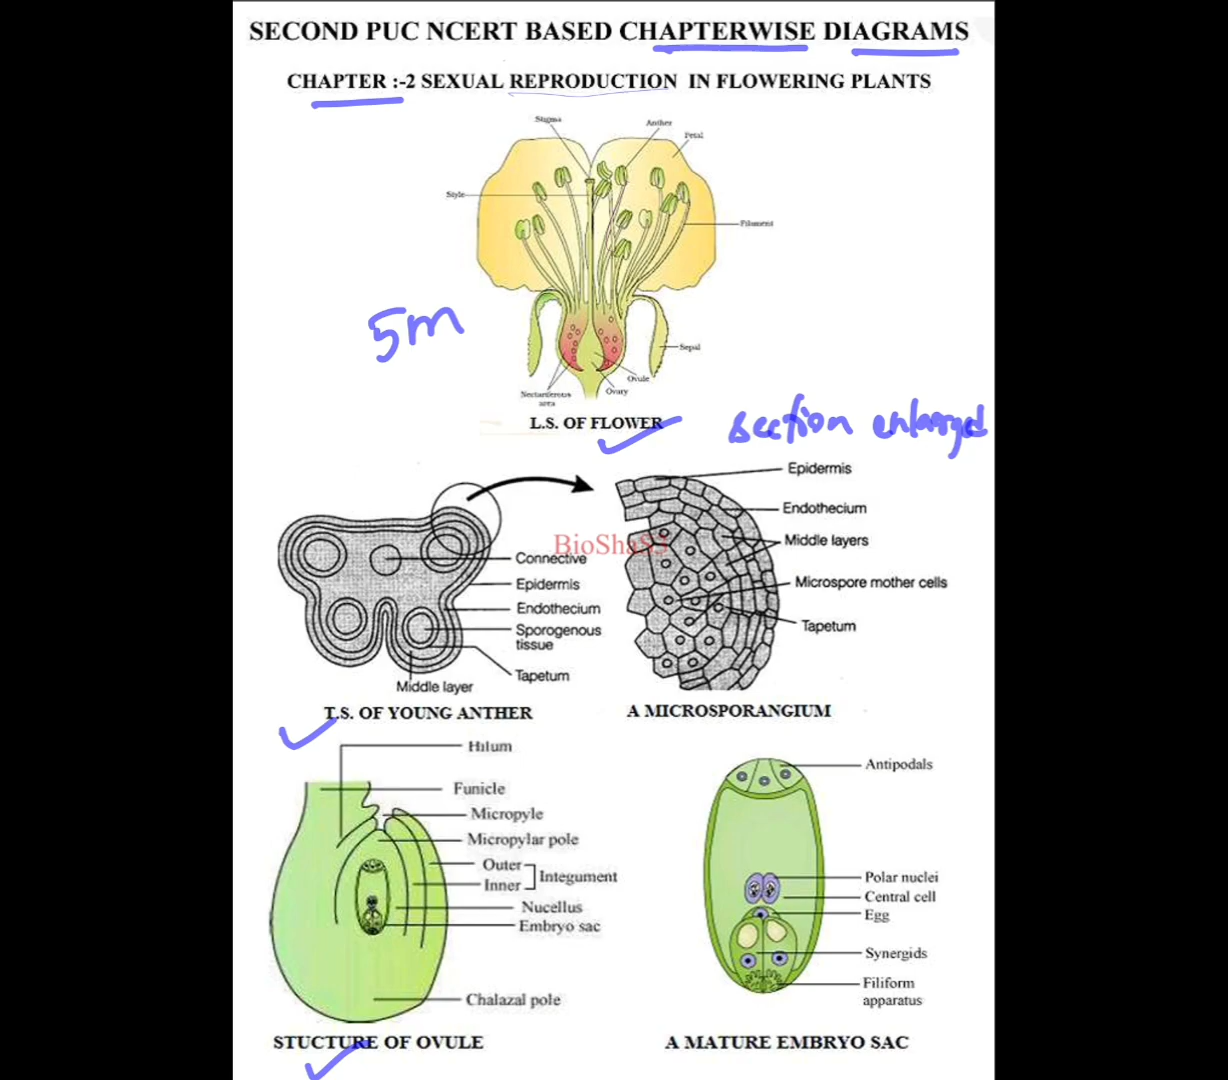 SECOND PUC NCERT BASED CHAPTERWISE DIAGRAMS
CHAPTER :-2 SEXUAL REPRODUCTION IN FLOWERING PLANTS
Stigma
Anther
Petal
Style
Filament
5m
Sepal
Ovule
Nectariferous
area
Ovary
L.S. OF FLOWER
section enlarged
Epidermis
Endothecium
Middle layers
Microspore mother cells
Tapetum
BioShaS3
Connective
Epidermis
Endothecium
Sporogenous
tissue
Tapetum
Middle layer
T.S. OF YOUNG ANTHER
A MICROSPORANGIUM
Hilum
Funicle
Micropyle
Micropylar pole
Outer
Inner
Integument
Nucellus
Embryo sac
Chalazal pole
STUCTURE OF OVULE
Antipodals
Polar nuclei
Central cell
Egg
Synergids
Filiform
apparatus
A MATURE EMBRYO SAC